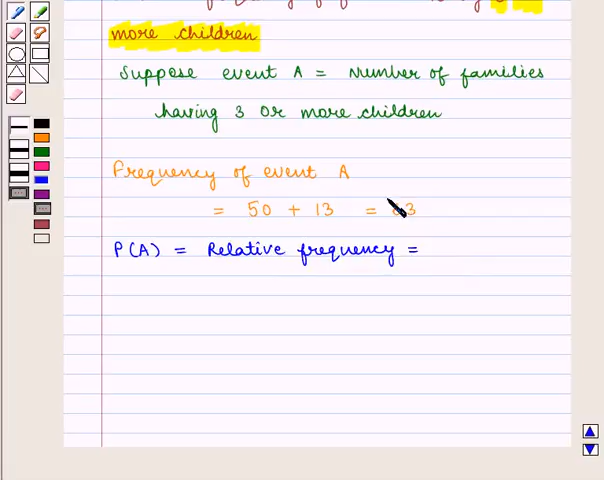 more children
Suppose event A = Number of families
having 3 or more children
Frequency of event A
= 50 + 13 = 63
P(A) = Relative frequency =